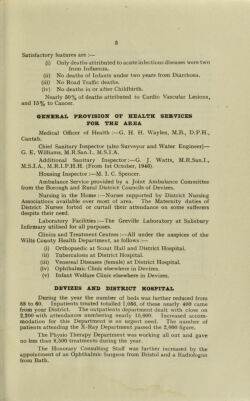 3
Satisfactory features are :—
(i) Only deaths attributed to acute infectious diseases were two
from Influenza.
(ii) No deaths of Infants under two years from Diarrhoea.
(iii) No Road Traffic deaths.
(iv) No deaths in or after Childbirth.
Nearly 50% of deaths attributed to Cardio Vascular Lesions,
and 15% to Cancer.
GENERAL PROVISION OF HEALTH SERVICES
FOR THE AREA
Medical Officer of Health :—G. H. H. Waylen, M.B., D.P.H.,
Cantab.
Chief Sanitary Inspector (also Surveyor and Water Engineer)—
G. E. Williams, M.R.San.I., M.S.I.A.
Additional Sanitary Inspector:—G. J. Watts, M.R.San.I.,
M.S.I.A., M.R.I.P.H.H. (From 1st October, 1946).
Housing Inspector :—M. J. C. Spencer.
Ambulance Service provided by a Joint Ambulance Committee
from the Borough and Rural District Councils of Devizes.
Nursing in the Home :—Nurses supported by District Nursing
Associations available over most of area. The Maternity duties of
District Nurses forted or curtail their attendance on some sufferers
despite their need.
Laboratory Facilities :—The Greville Laboratory at Salisbury
Infirmary utilised for all purposes.
Clinics and Treatment Centres :—All under the auspices of the
Wilts County Health Department, as follows :—
(i) Orthopaedic at Scout Hall and District Hospital.
(ii) Tuberculosis at District Hospital.
(iii) Venereal Diseases (female) at District Hospital.
(iv) Ophthalmic Clinic elsewhere in Devizes.
(v) Infant Welfare Clinic elsewhere in Devizes.
DEVIZES AND DISTRICT HOSPITAL
During the year the number of beds was further reduced from
88 to 60. Inpatients treated totalled 1,056, of these nearly 400 came
from your District. The outpatients department dealt with close on
2,200 with attendances numbering nearly 15,000. Increased accom-
modation for this Department is an urgent need. The number of
patients attending the X-Ray Department passed the 2,000 figure.
The Physio Therapy Department was working all out and gave
no less than 8,500 treatments during the year.
The Honorary Consulting Staff was further increased by the
appointment of an Ophthalmic Surgeon from Bristol and a Radiologist
from Bath.